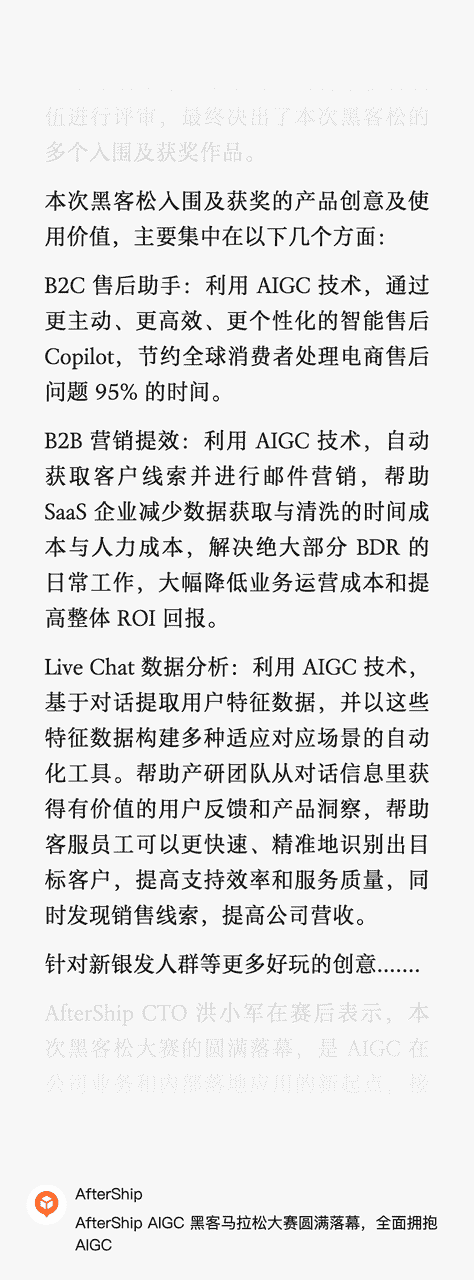 伍进行评审，最终决出了本次黑客松的
多个入围及获奖作品。
本次黑客松入围及获奖的产品创意及使
用价值，主要集中在以下几个方面：
B2C 售后助手：利用 AIGC 技术，通过
更主动、更高效、更个性化的智能售后
Copilot，节约全球消费者处理电商售后
问题 95% 的时间。
B2B 营销提效：利用 AIGC 技术，自动
获取客户线索并进行邮件营销，帮助
SaaS 企业减少数据获取与清洗的时间成
本与人力成本，解决绝大部分 BDR 的
日常工作，大幅降低业务运营成本和提
高整体 ROI 回报。
Live Chat 数据分析：利用 AIGC 技术，
基于对话提取用户特征数据，并以这些
特征数据构建多种适应对应场景的自动
化工具。帮助产研团队从对话信息里获
得有价值的用户反馈和产品洞察，帮助
客服员工可以更快速、精准地识别出目
标客户，提高支持效率和服务质量，同
时发现销售线索，提高公司营收。
针对新银发人群等更多好玩的创意.......
AfterShip CTO 洪小军在赛后表示，本
次黑客松大赛的圆满落幕，是 AIGC 在
公司业务和内部落地应用的新起点，接
AfterShip
AfterShip AIGC 黑客马拉松大赛圆满落幕，全面拥抱
AIGC